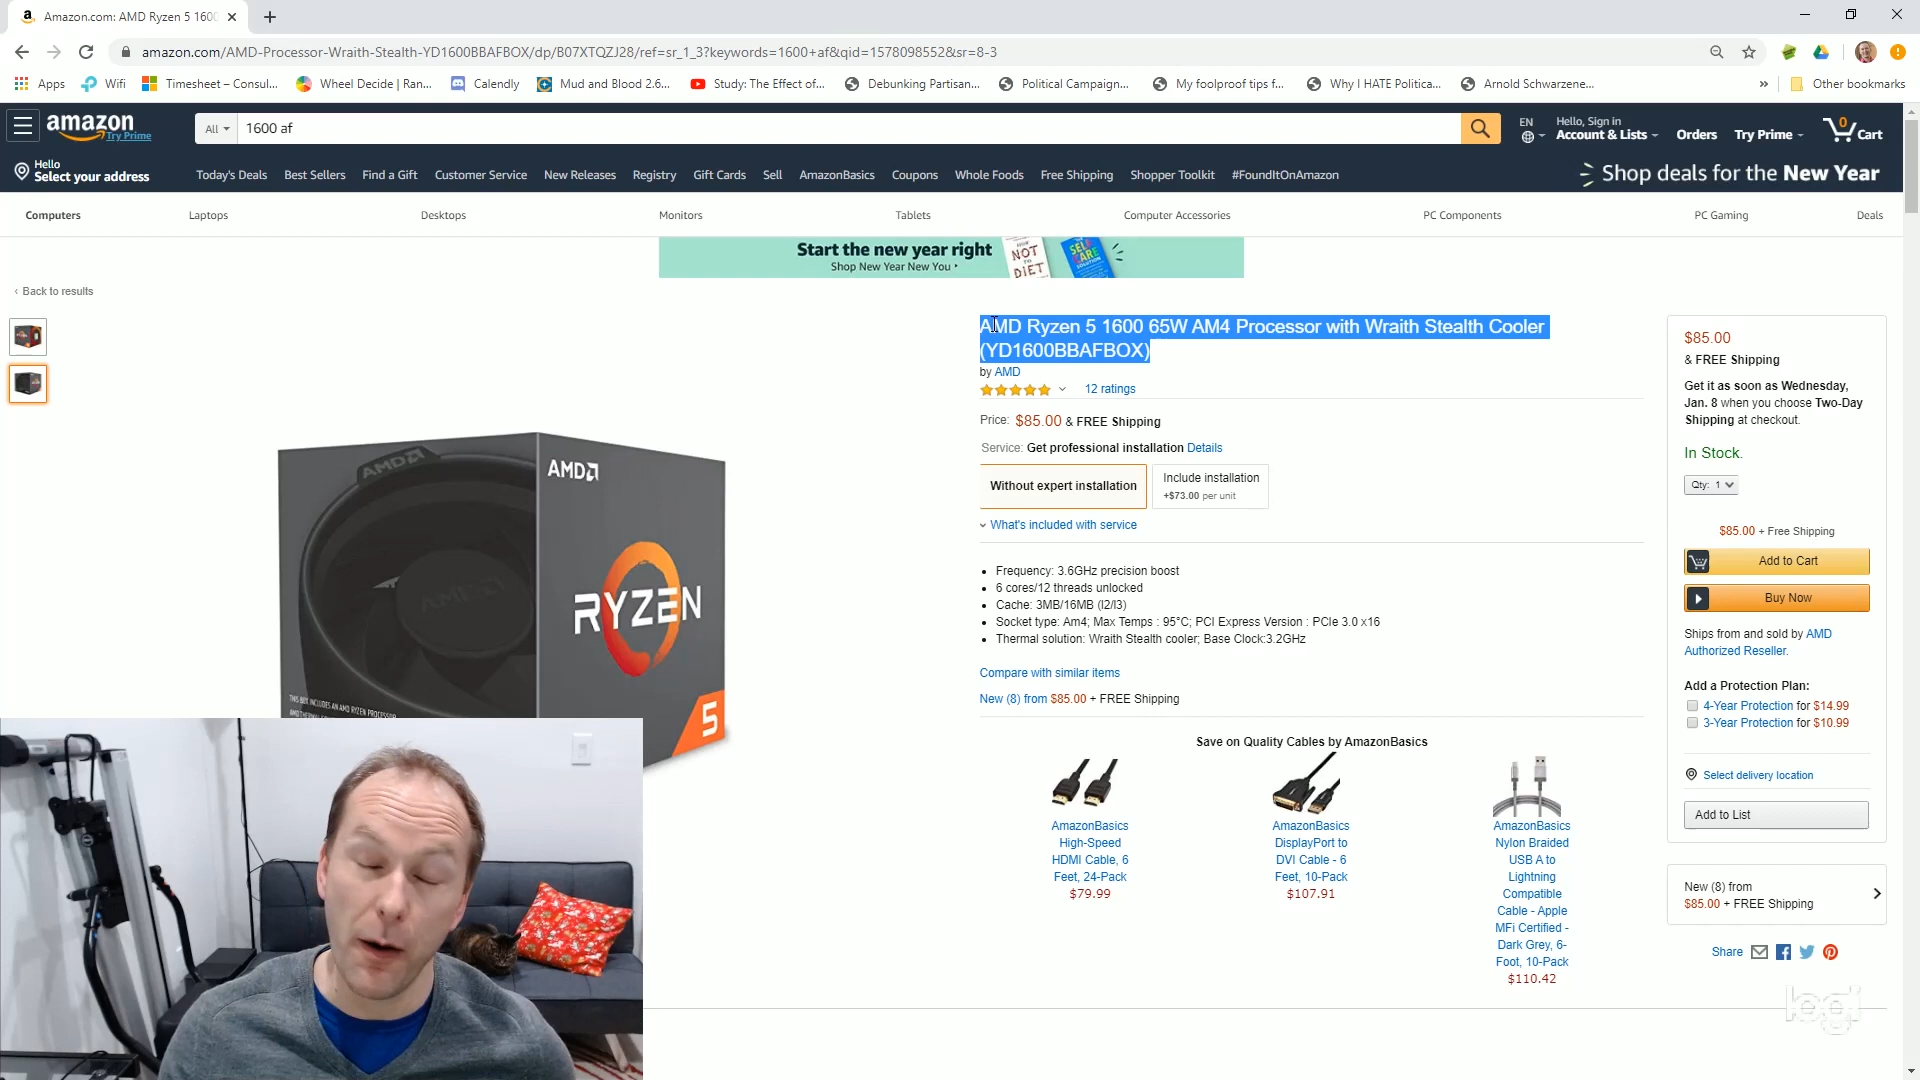 Amazon.com: AMD Ryzen 5 1600
amazon.com/AMD-Processor-Wraith-Stealth-YD1600BBAFBOX/dp/B07XTQZJ28/ref=sr_1_3?keywords=1600+af&qid=1578098552&sr=8-3
Apps Wifi Timesheet – Consul... Wheel Decide | Ran... Calendly Mud and Blood 2.6... Study: The Effect of... Debunking Partisan... Political Campaign... My foolproof tips f... Why I HATE Politica... Arnold Schwarzene... » Other bookmarks
amazon
Try Prime
All
1600 af
EN
Hello, Sign in
Account & Lists
Orders
Try Prime
0
Cart
Hello
Select your address
Today's Deals Best Sellers Find a Gift Customer Service New Releases Registry Gift Cards Sell AmazonBasics Coupons Whole Foods Free Shipping Shopper Toolkit #FoundItOnAmazon
Shop deals for the New Year
Computers Laptops Desktops Monitors Tablets Computer Accessories PC Components PC Gaming Deals
Start the new year right
Shop New Year New You ›
NOT
DIET
SELF
CARE
SOLUTION
‹ Back to results
AMD Ryzen 5 1600 65W AM4 Processor with Wraith Stealth Cooler
(YD1600BBAFBOX)
by AMD
12 ratings
Price: $85.00 & FREE Shipping
Service: Get professional installation Details
Without expert installation
Include installation
+$73.00 per unit
What's included with service
• Frequency: 3.6GHz precision boost
• 6 cores/12 threads unlocked
• Cache: 3MB/16MB (l2/l3)
• Socket type: Am4; Max Temps : 95°C; PCI Express Version : PCIe 3.0 x16
• Thermal solution: Wraith Stealth cooler; Base Clock:3.2GHz
Compare with similar items
New (8) from $85.00 + FREE Shipping
Save on Quality Cables by AmazonBasics
AmazonBasics
High-Speed
HDMI Cable, 6
Feet, 24-Pack
$79.99
AmazonBasics
DisplayPort to
DVI Cable - 6
Feet, 10-Pack
$107.91
AmazonBasics
Nylon Braided
USB A to
Lightning
Compatible
Cable - Apple
MFi Certified -
Dark Grey, 6-
Foot, 10-Pack
$110.42
$85.00
& FREE Shipping
Get it as soon as Wednesday,
Jan. 8 when you choose Two-Day
Shipping at checkout.
In Stock.
Qty: 1
$85.00 + Free Shipping
Add to Cart
Buy Now
Ships from and sold by AMD
Authorized Reseller.
Add a Protection Plan:
4-Year Protection for $14.99
3-Year Protection for $10.99
Select delivery location
Add to List
New (8) from
$85.00 + FREE Shipping
Share
AMD
AMD
AMD
RYZEN
5
THIS BOX INCLUDES AN AMD RYZEN PROCESSOR
logi